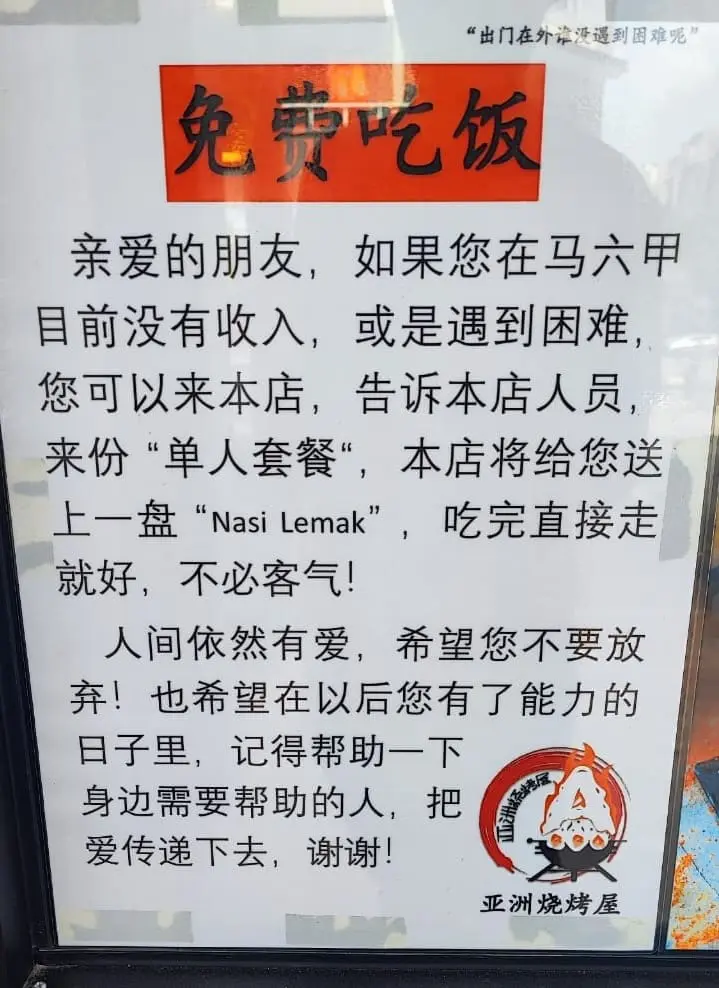 “出门在外谁没遇到困难呢”
免费吃饭
亲爱的朋友，如果您在马六甲
目前没有收入，或是遇到困难，
您可以来本店，告诉本店人员，
来份“单人套餐“，本店将给您送
上一盘“Nasi Lemak”，吃完直接走
就好，不必客气！
人间依然有爱，希望您不要放
弃！也希望在以后您有了能力的
日子里，记得帮助一下
身边需要帮助的人，把
爱传递下去，谢谢！
亚洲烧烤屋
亚洲烧烤屋